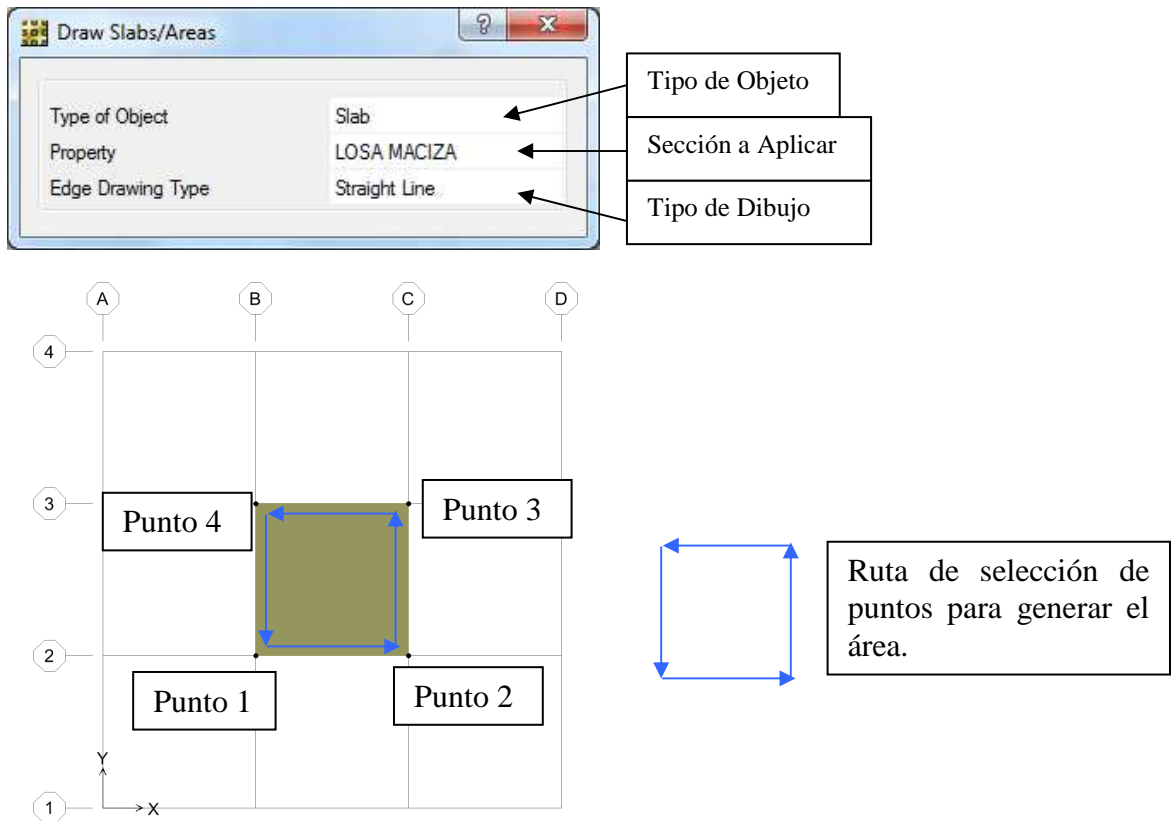 Draw Slabs/Areas
Type of Object Slab
Property LOSA MACIZA
Edge Drawing Type Straight Line
Tipo de Objeto
Sección a Aplicar
Tipo de Dibujo
A B C D
4
3
Punto 4
Punto 3
2
Punto 1
Punto 2
Y
X
1
Ruta de selección de
puntos para generar el
área.